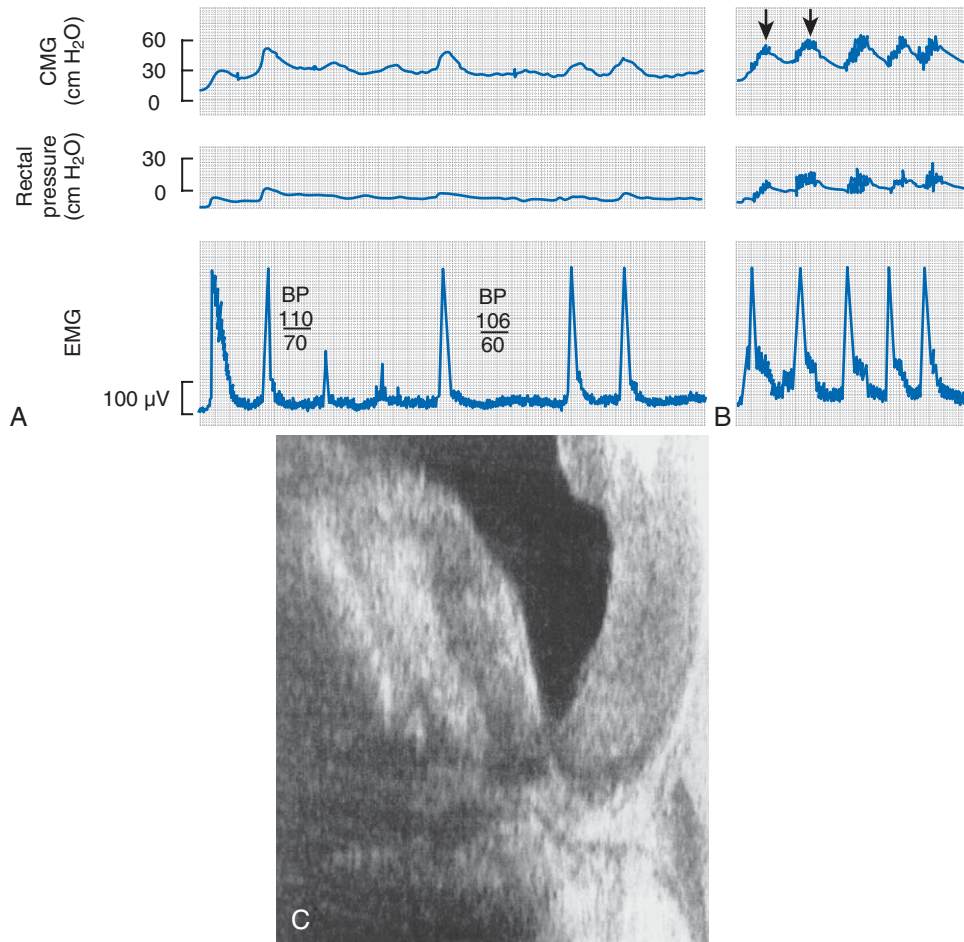 CMG
(cm H₂O)
60
30
0
Rectal
pressure
(cm H₂O)
30
0
EMG
100 µV
BP
110
70
BP
106
60
A
B
C